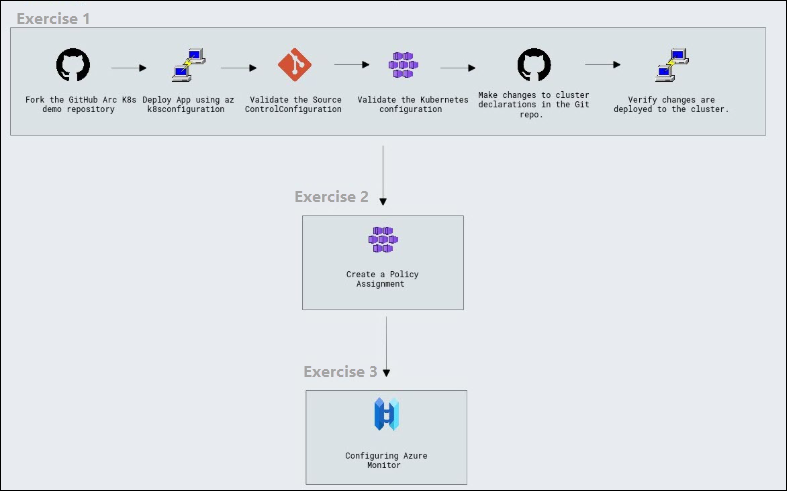 Exercise 1
Fork the GitHub Arc K8s
demo repository
Deploy App using az
k8sconfiguration
Validate the Source
ControlConfiguration
Validate the Kubernetes
configuration
Make changes to cluster
declarations in the Git
repo.
Verify changes are
deployed to the cluster.
Exercise 2
Create a Policy
Assignment
Exercise 3
Configuring Azure
Monitor